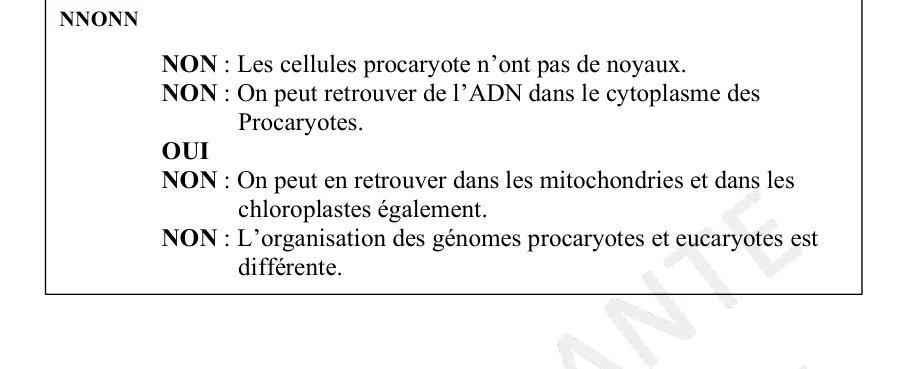 NNONN
NON : Les cellules procaryote n’ont pas de noyaux.
NON : On peut retrouver de l’ADN dans le cytoplasme des
Procaryotes.
OUI
NON : On peut en retrouver dans les mitochondries et dans les
chloroplastes également.
NON : L’organisation des génomes procaryotes et eucaryotes est
différente.
ANTE